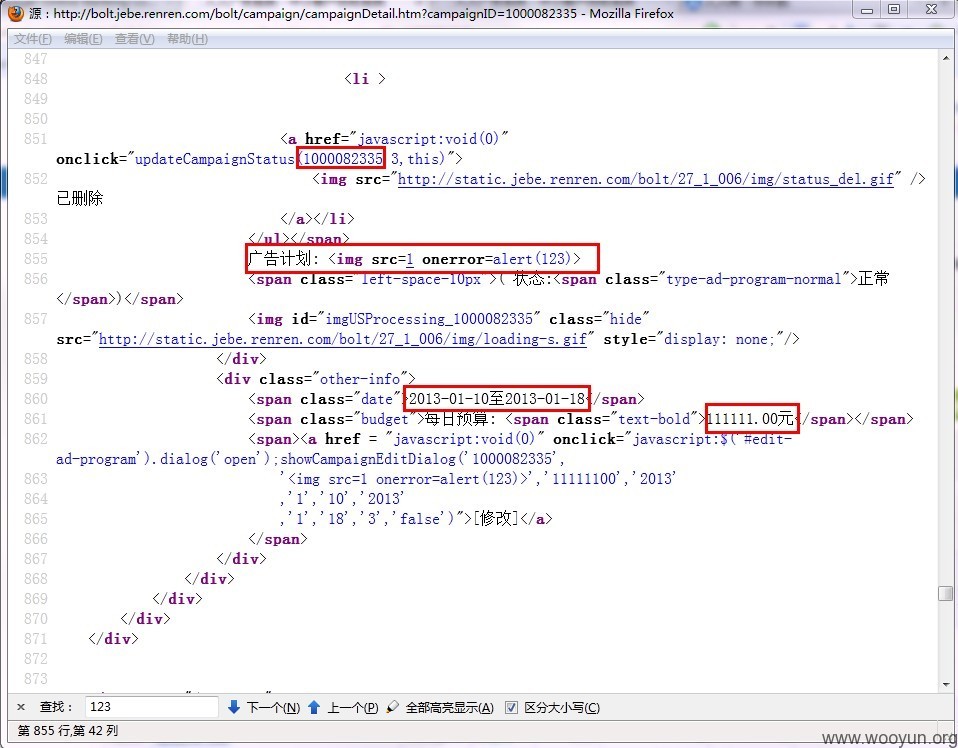 源：http://bolt.jebe.renren.com/bolt/campaign/campaignDetail.htm?campaignID=1000082335 - Mozilla Firefox
文件(F) 编辑(E) 查看(V) 帮助(H)
847
848 <li >
849
850
851 <a href="javascript:void(0)"
onclick="updateCampaignStatus(1000082335 3,this)">
852 <img src="http://static.jebe.renren.com/bolt/27_1_006/img/status_del.gif" />
已删除
853 </a></li>
854 </ul></span>
855 广告计划: <img src=1 onerror=alert(123)>
856 <span class="left-space-10px">( 状态:<span class="type-ad-program-normal">正常
</span>)</span>
857 <img id="imgUSProcessing_1000082335" class="hide"
src="http://static.jebe.renren.com/bolt/27_1_006/img/loading-s.gif" style="display: none;"/>
858 </div>
859 <div class="other-info">
860 <span class="date">2013-01-10至2013-01-18</span>
861 <span class="budget">每日预算: <span class="text-bold">111111.00元</span></span>
862 <span><a href = "javascript:void(0)" onclick="javascript:$('#edit-
ad-program').dialog('open');showCampaignEditDialog('1000082335',
863 '<img src=1 onerror=alert(123)>','11111100','2013'
864 ,'1','10','2013'
865 ,'1','18','3','false')">[修改]</a>
866 </span>
867 </div>
868 </div>
869 </div>
870 </div>
871 </div>
872
873
× 查找： 123 下一个(N) 上一个(P) 全部高亮显示(A) 区分大小写(C)
第 855 行,第 42 列
www.wooyun.org